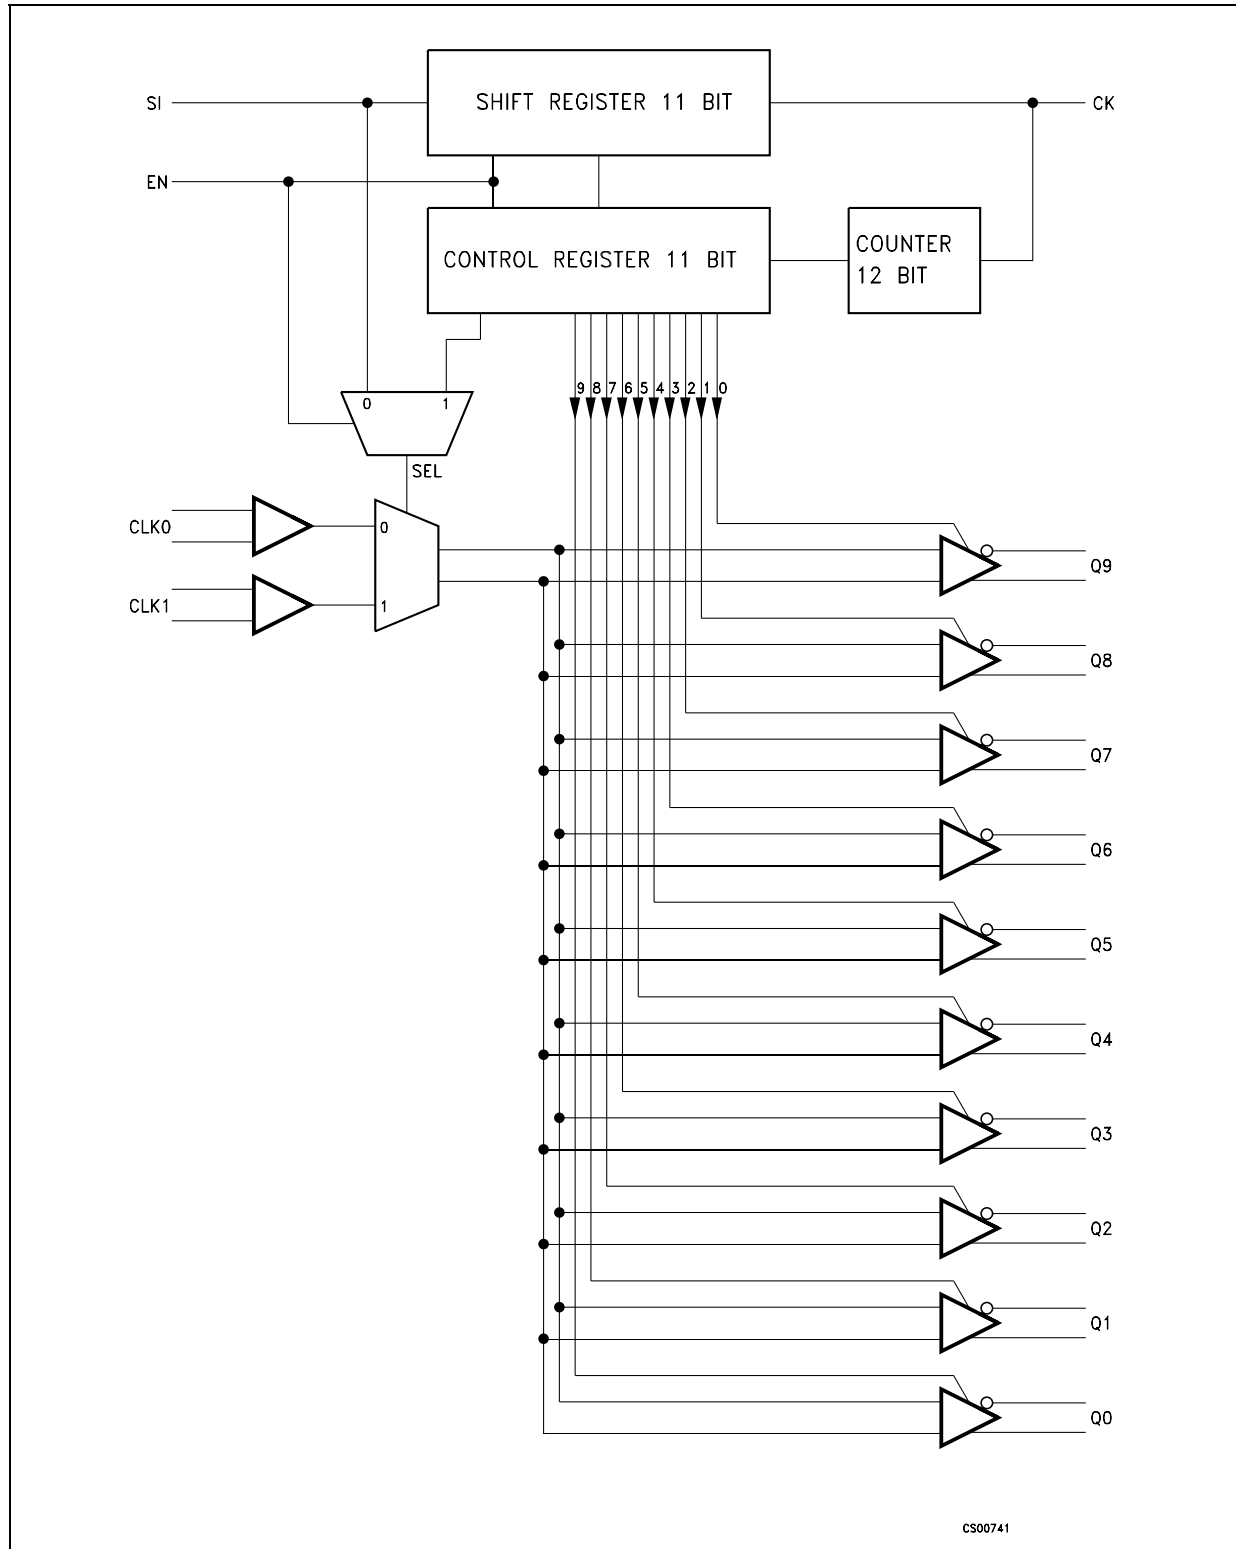 SI
SHIFT REGISTER 11 BIT
CK
EN
CONTROL REGISTER 11 BIT
COUNTER
12 BIT
9 8 7 6 5 4 3 2 1 0
0 1
SEL
CLK0
0
CLK1
1
Q9
Q8
Q7
Q6
Q5
Q4
Q3
Q2
Q1
Q0
CS00741